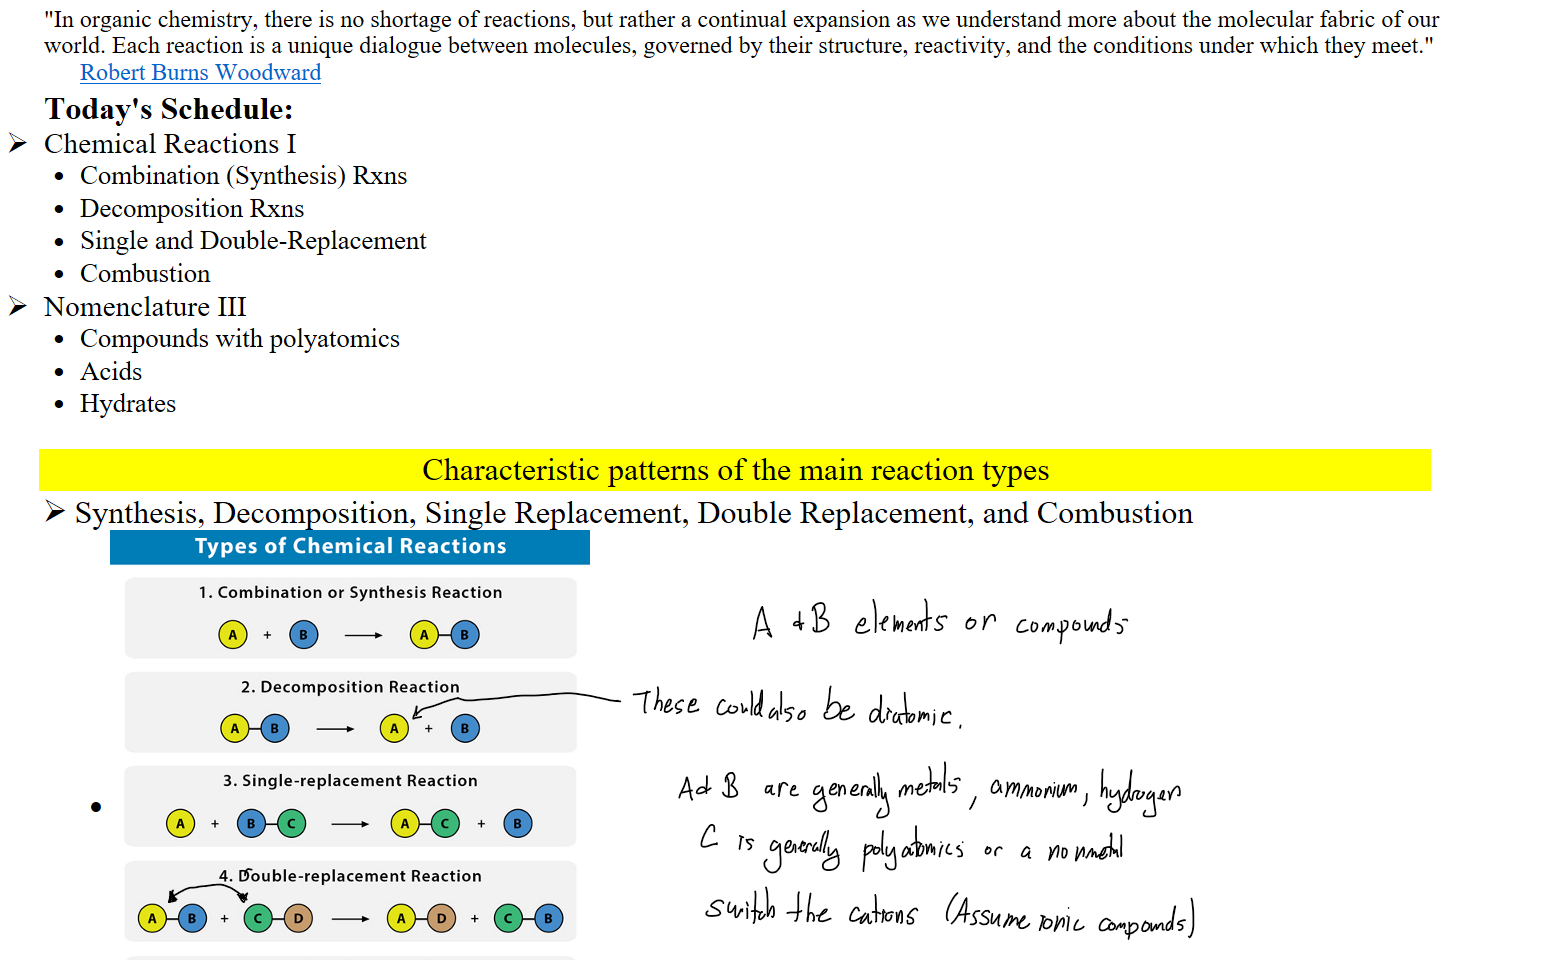 "In organic chemistry, there is no shortage of reactions, but rather a continual expansion as we understand more about the molecular fabric of our
world. Each reaction is a unique dialogue between molecules, governed by their structure, reactivity, and the conditions under which they meet."
Robert Burns Woodward
Today's Schedule:
Chemical Reactions I
Combination (Synthesis) Rxns
Decomposition Rxns
Single and Double-Replacement
Combustion
Nomenclature III
Compounds with polyatomics
Acids
Hydrates
Characteristic patterns of the main reaction types
Synthesis, Decomposition, Single Replacement, Double Replacement, and Combustion
Types of Chemical Reactions
1. Combination or Synthesis Reaction
A + B → A B
A + B elements or compounds
2. Decomposition Reaction
A B → A + B
These could also be diatomic.
3. Single-replacement Reaction
A + B C → A C + B
A + B are generally metals, ammonium, hydrogen
C is generally polyatomics or a nonmetal
4. Double-replacement Reaction
A B + C D → A D + C B
switch the cations (Assume ionic compounds)